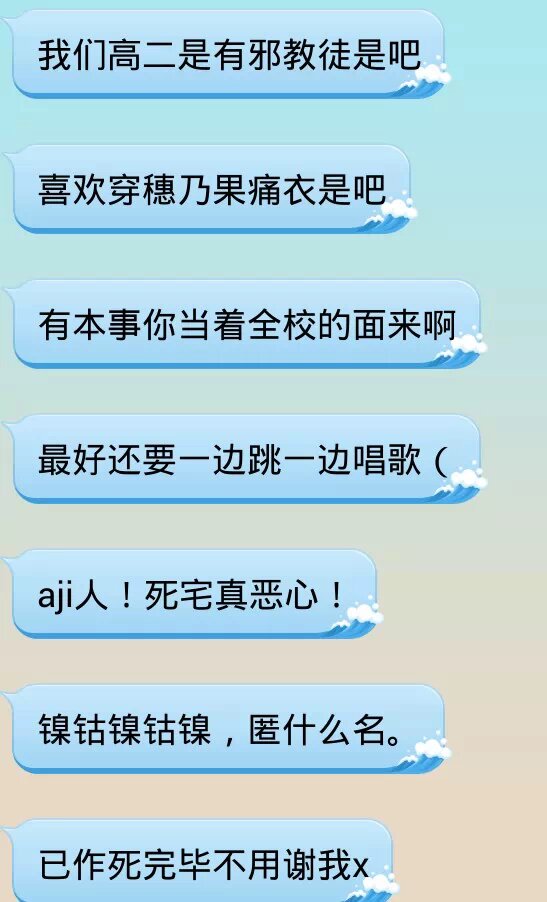 我们高二是有邪教徒是吧
喜欢穿穗乃果痛衣是吧
有本事你当着全校的面来啊
最好还要一边跳一边唱歌（
aji人！死宅真恶心！
镍钴镍钴镍，匿什么名。
已作死完毕不用谢我x